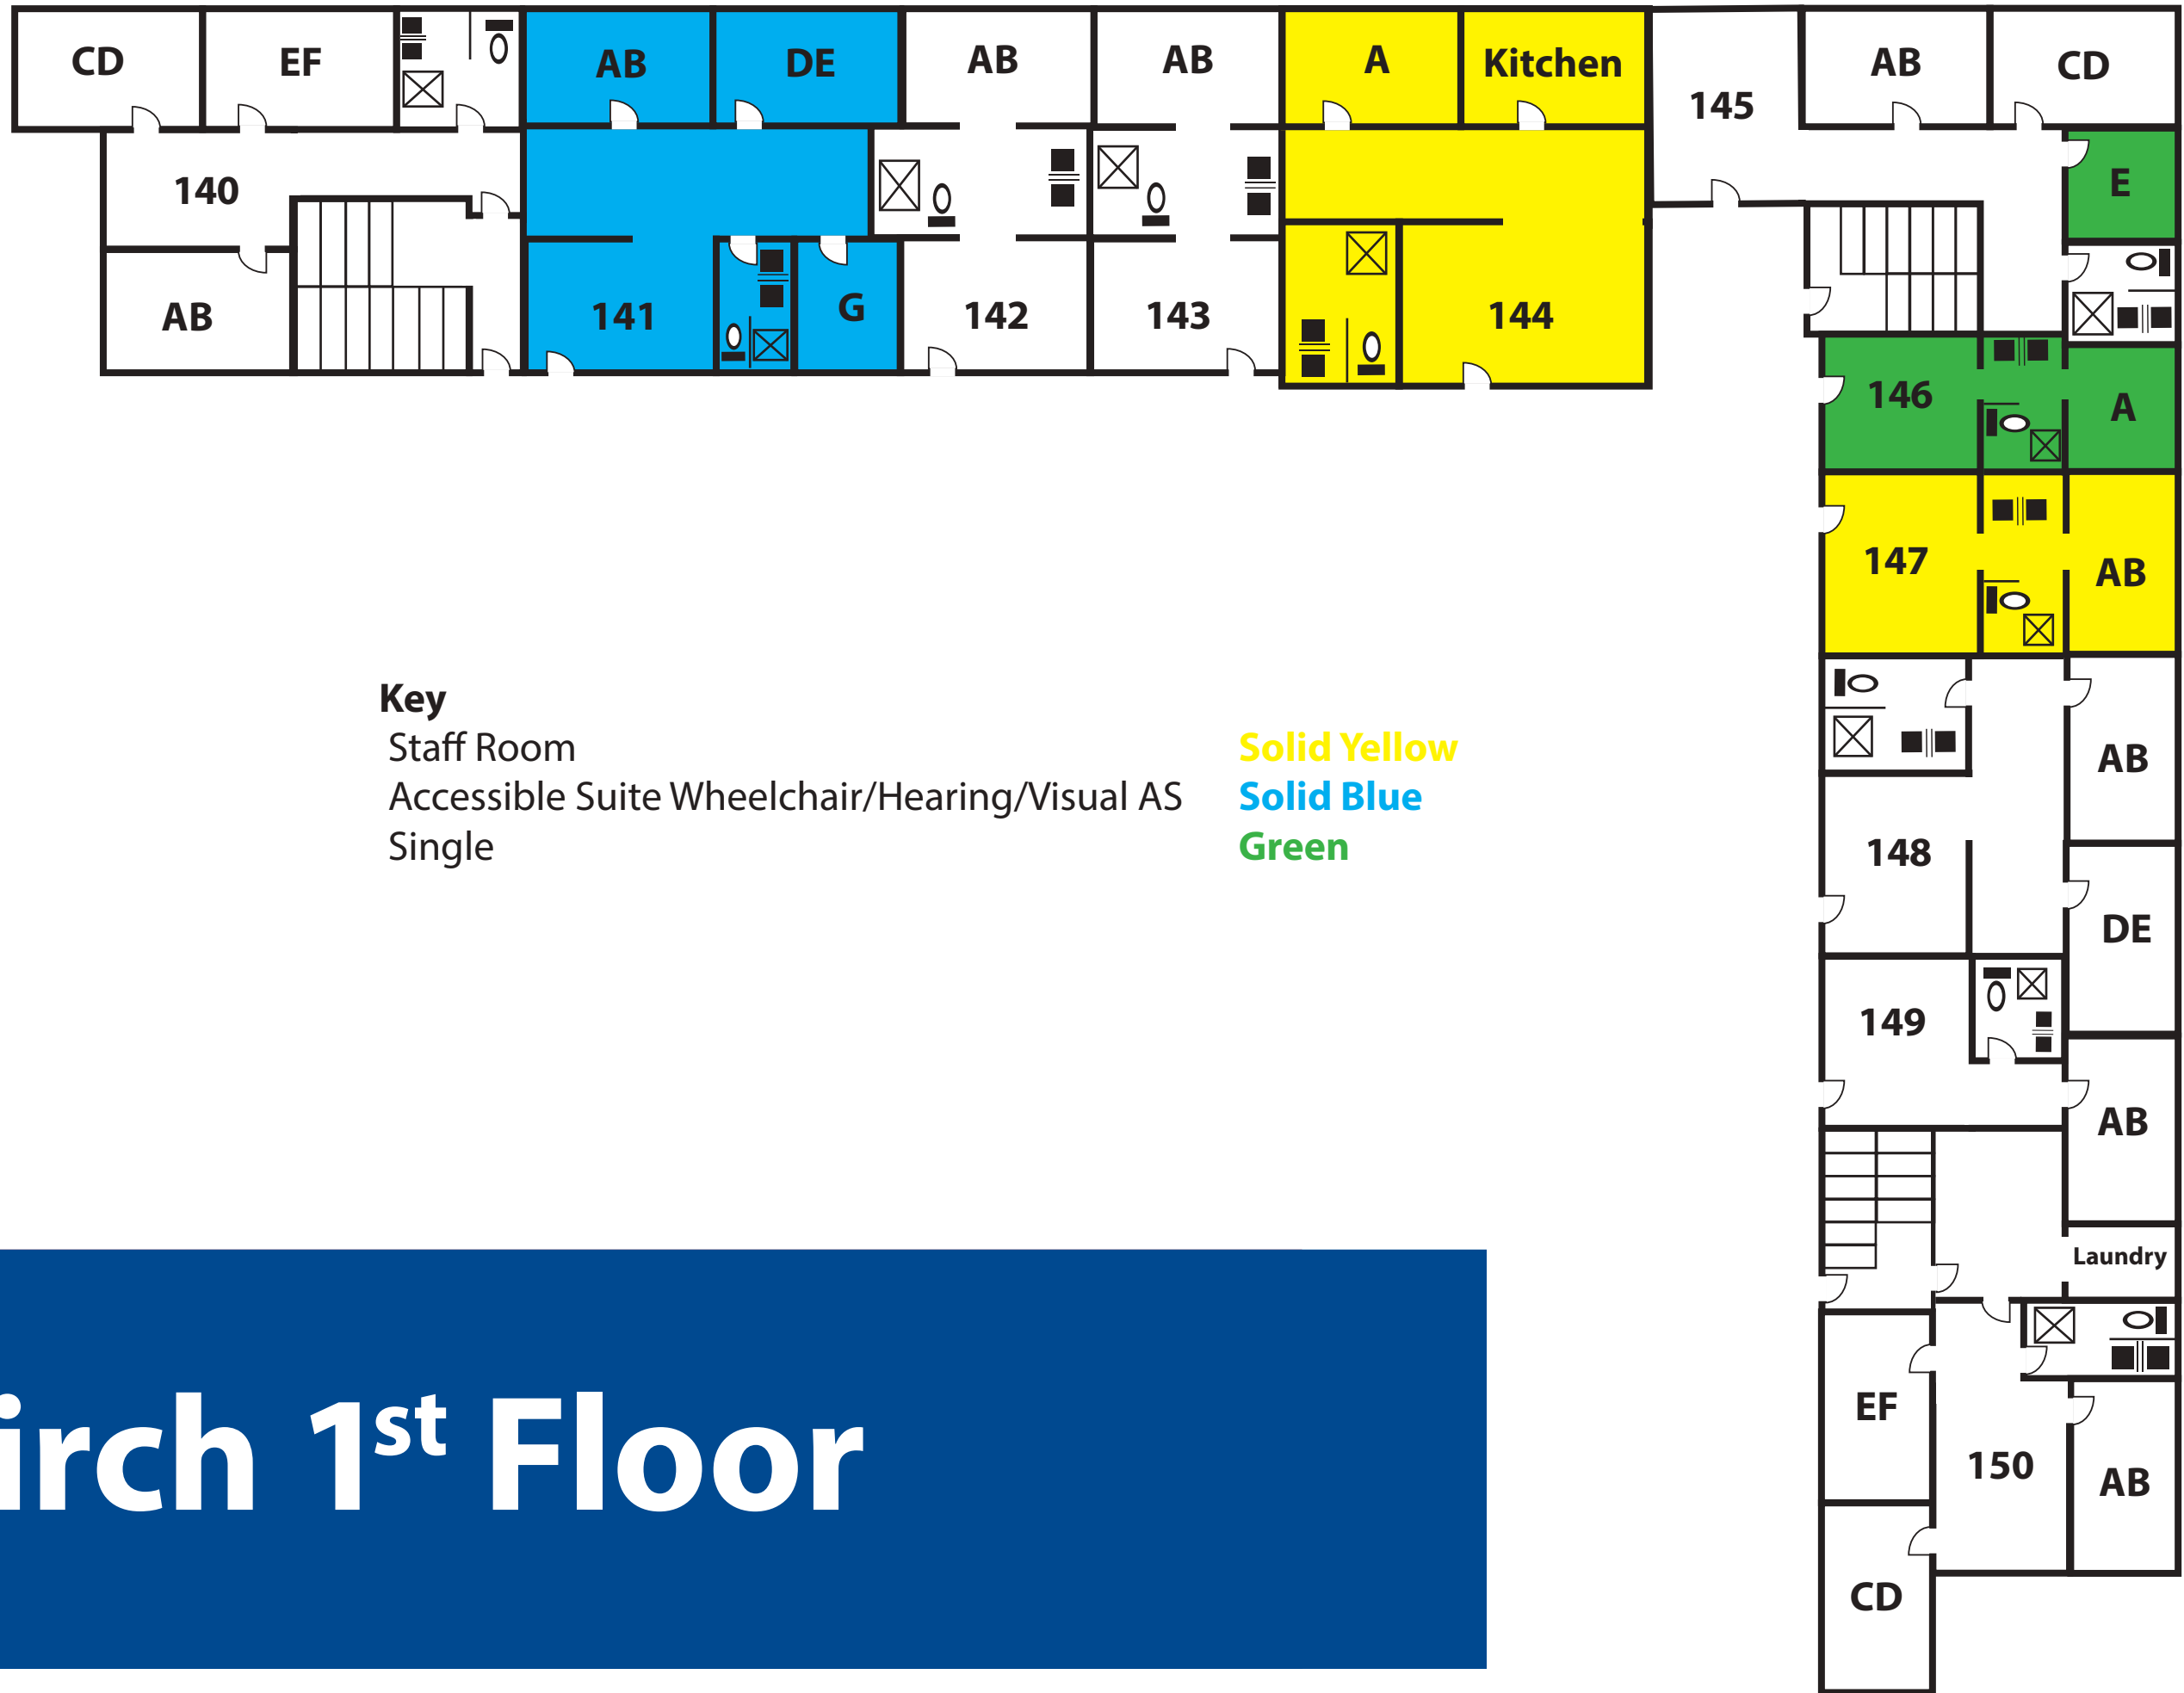 CD EF AB DE AB AB A Kitchen AB CD
145
E
140
AB 141 G 142 143 144
146 A
147 AB
Key
Staff Room Solid Yellow
Accessible Suite Wheelchair/Hearing/Visual AS Solid Blue
Single Green
AB
148
DE
149
AB
Laundry
irch 1st Floor
EF
150 AB
CD